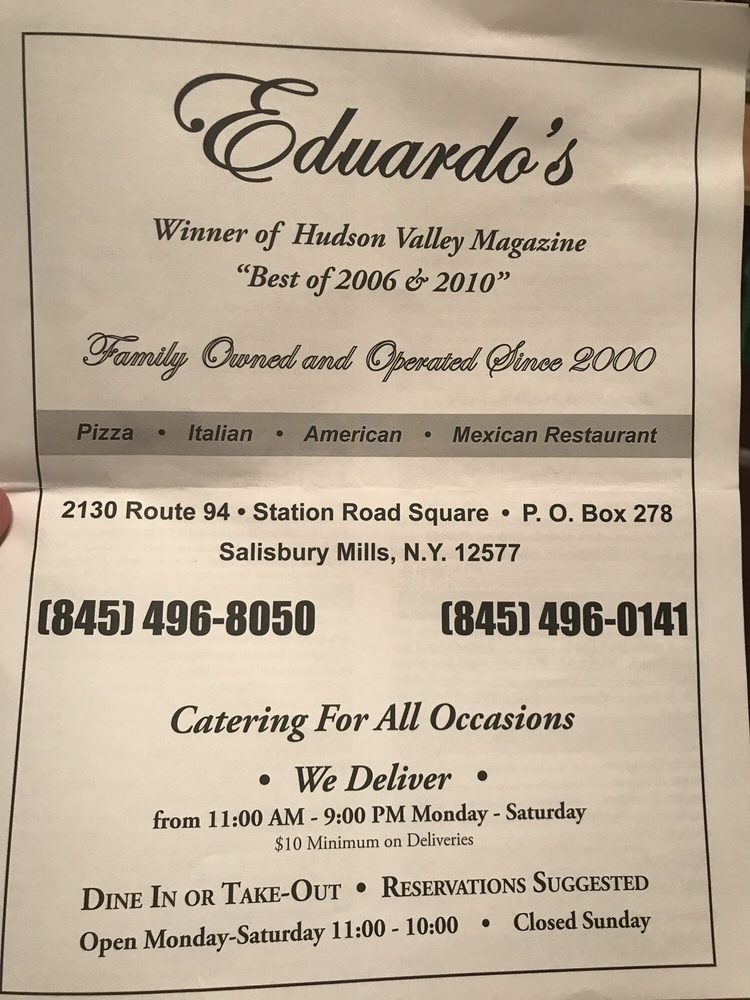 Eduardo's
Winner of Hudson Valley Magazine
“Best of 2006 & 2010”
Family Owned and Operated Since 2000
Pizza • Italian • American • Mexican Restaurant
2130 Route 94 • Station Road Square • P. O. Box 278
Salisbury Mills, N.Y. 12577
(845) 496-8050 (845) 496-0141
Catering For All Occasions
• We Deliver •
from 11:00 AM - 9:00 PM Monday - Saturday
$10 Minimum on Deliveries
DINE IN OR TAKE-OUT • RESERVATIONS SUGGESTED
Open Monday-Saturday 11:00 - 10:00 • Closed Sunday